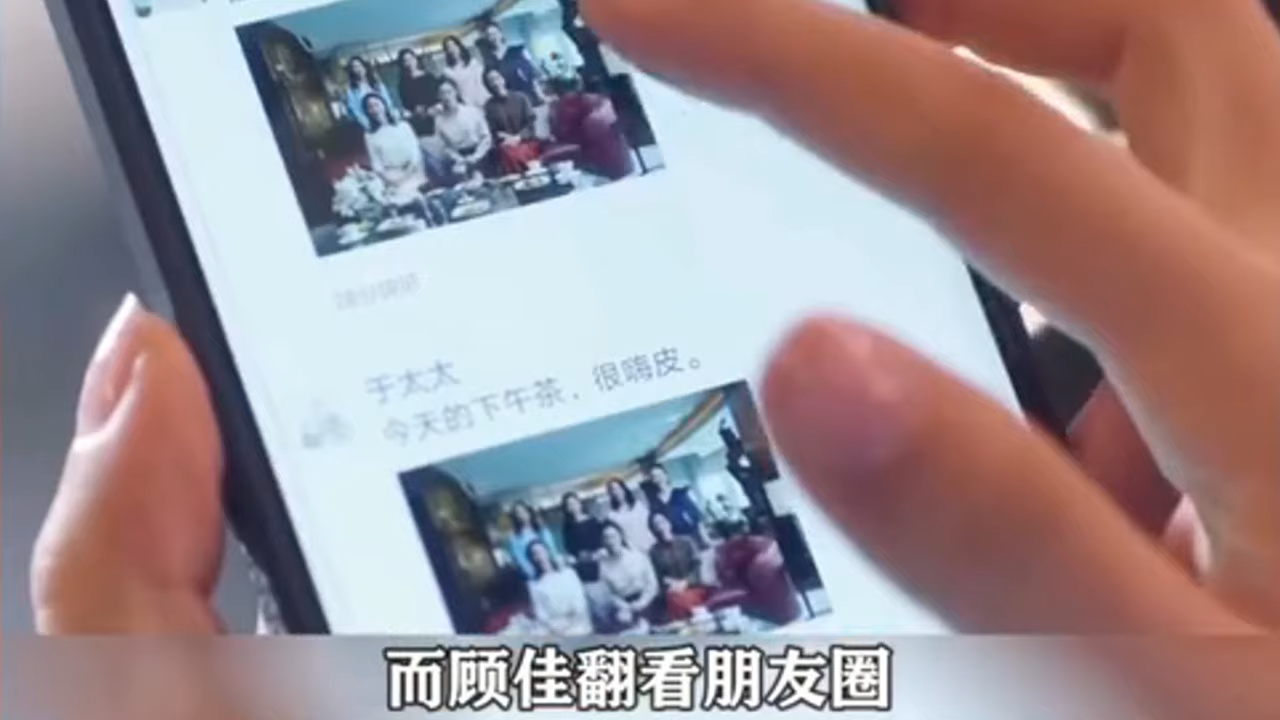 于太太
今天的下午茶，很嗨皮。
而顾佳翻看朋友圈